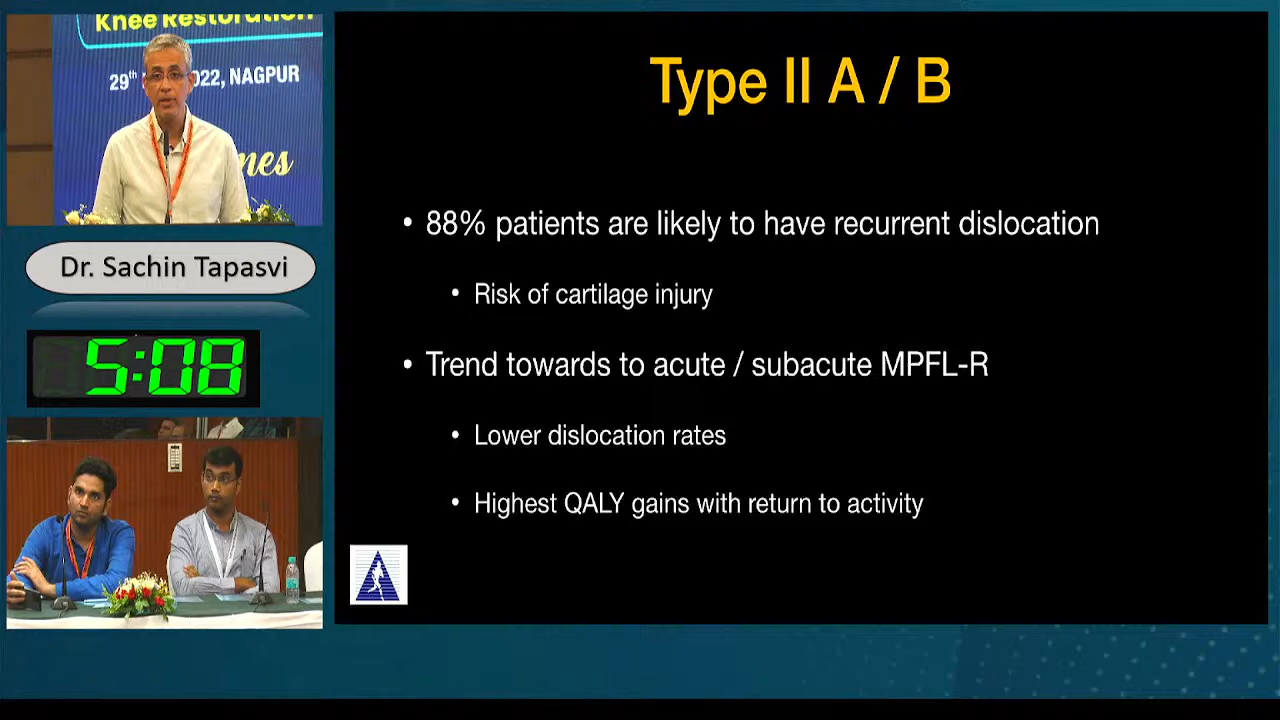 Knee Restoration
29th 2022, NAGPUR
nes
Dr. Sachin Tapasvi
5:08
Type II A / B
• 88% patients are likely to have recurrent dislocation
• Risk of cartilage injury
• Trend towards to acute / subacute MPFL-R
• Lower dislocation rates
• Highest QALY gains with return to activity